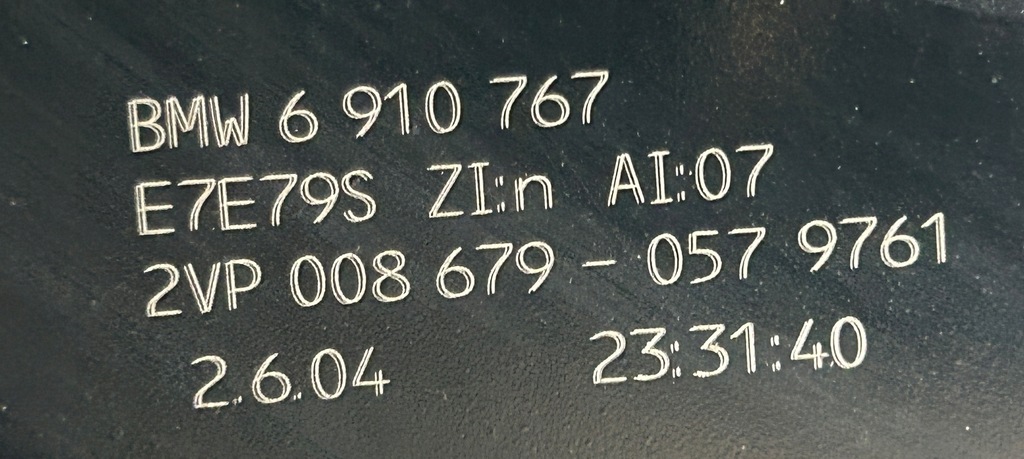 BMW 6 910 767
E7E79S ZI:n AI:07
2VP 008 679 - 057 9761
2.6.04 23:31:40